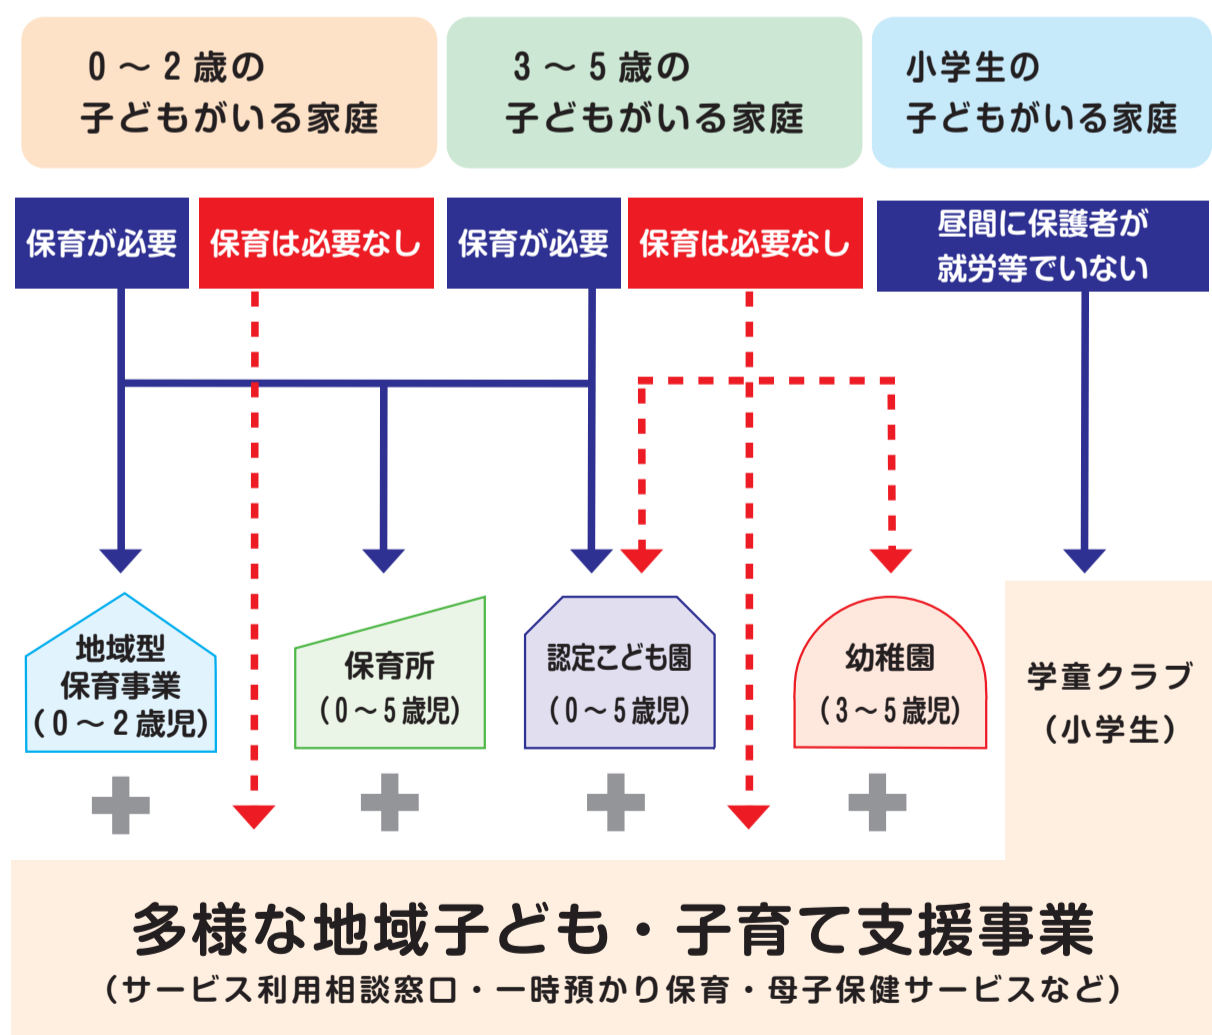 0～2歳の
子どもがいる家庭
3～5歳の
子どもがいる家庭
小学生の
子どもがいる家庭
保育が必要
保育は必要なし
保育が必要
保育は必要なし
昼間に保護者が
就労等でいない
地域型
保育事業
(0～2歳児)
保育所
(0～5歳児)
認定こども園
(0～5歳児)
幼稚園
(3～5歳児)
学童クラブ
(小学生)
多様な地域子ども・子育て支援事業
(サービス利用相談窓口・一時預かり保育・母子保健サービスなど)